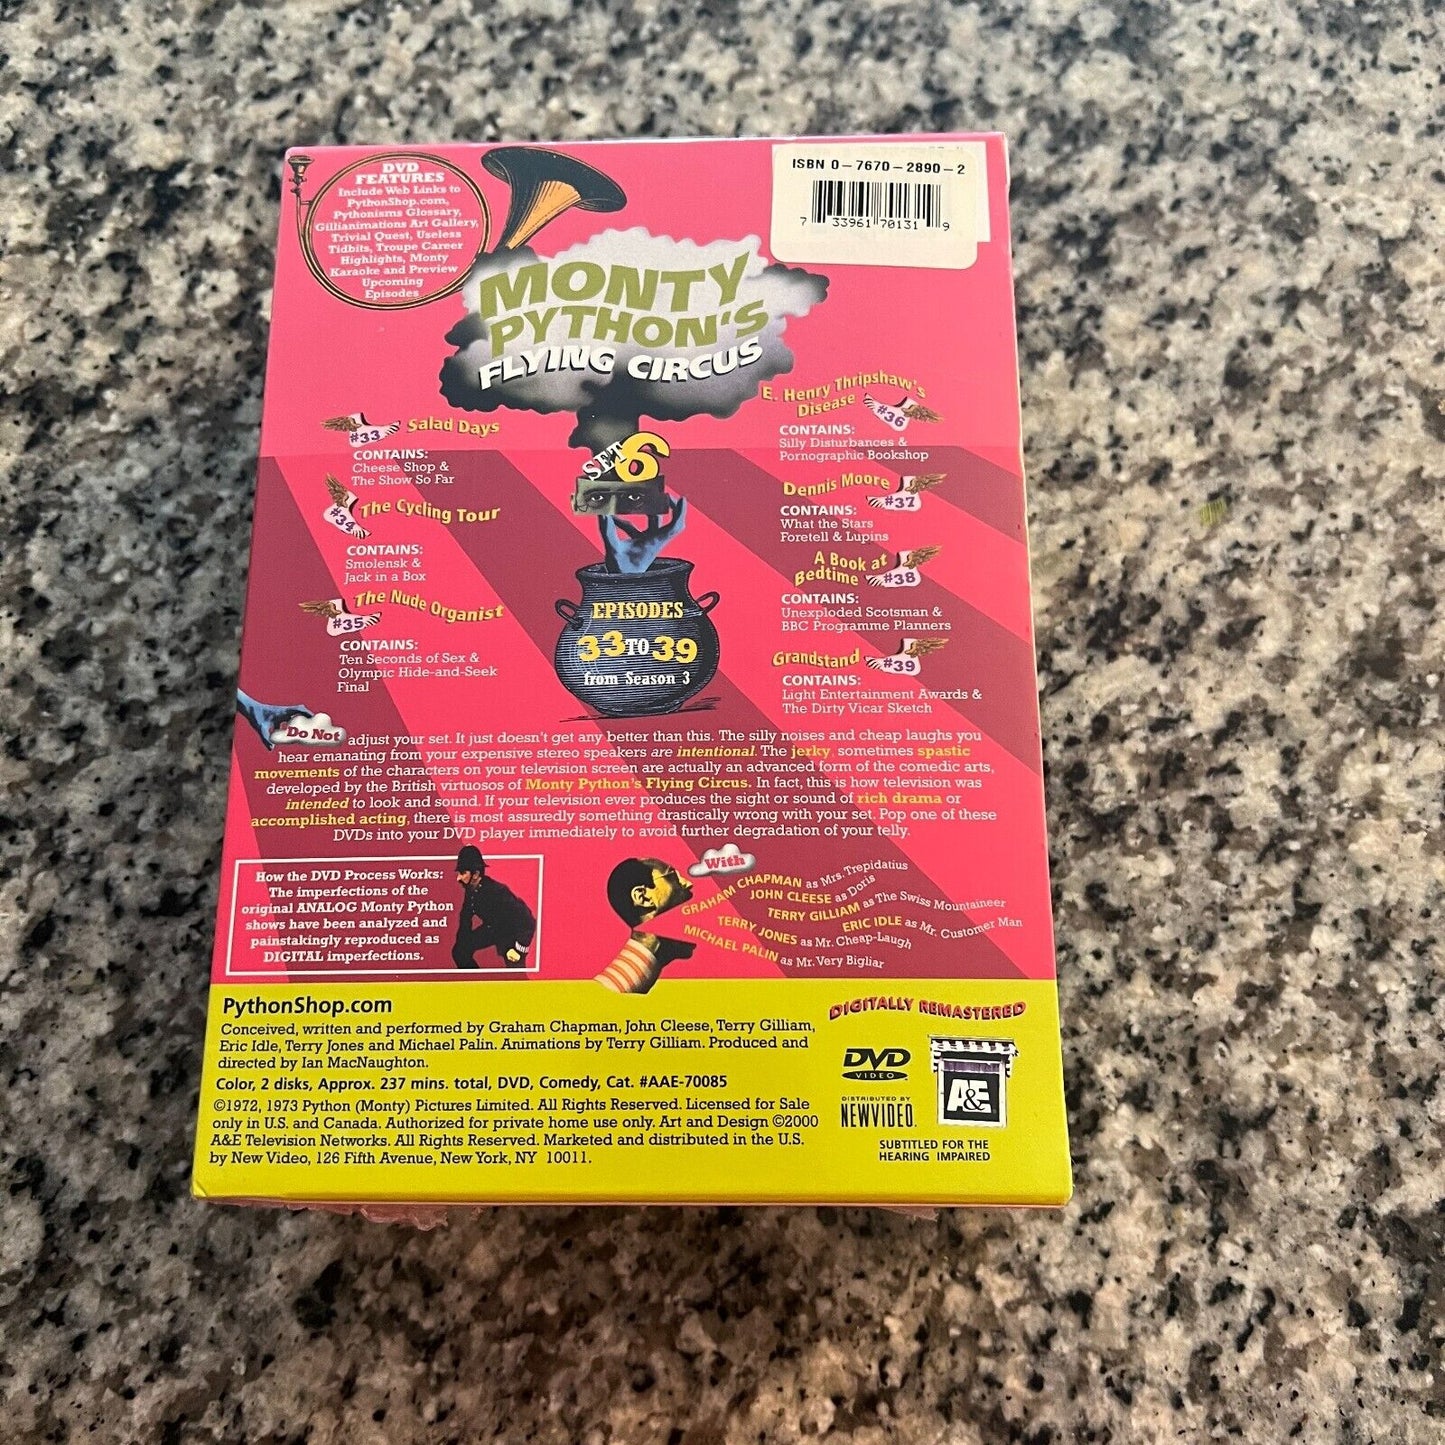 DVD
FEATURES
Include Web Links to
PythonShop.com,
Pythonisms Glossary,
Gillianimations Art Gallery,
Trivial Quest, Useless
Tidbits, Troupe Career
Highlights, Monty
Karaoke and Preview
Upcoming
Episodes
ISBN 0-7670-2890-2
7 33961 70131 9
MONTY
PYTHON'S
FLYING CIRCUS
SET 6
EPISODES
33 TO 39
from Season 3
#33 Salad Days
CONTAINS:
Cheese Shop &
The Show So Far
#34 The Cycling Tour
CONTAINS:
Smolensk &
Jack in a Box
#35 The Nude Organist
CONTAINS:
Ten Seconds of Sex &
Olympic Hide-and-Seek
Final
E. Henry Thripshaw's
Disease #36
CONTAINS:
Silly Disturbances &
Pornographic Bookshop
Dennis Moore #37
CONTAINS:
What the Stars
Foretell & Lupins
A Book at
Bedtime #38
CONTAINS:
Unexploded Scotsman &
BBC Programme Planners
Grandstand #39
CONTAINS:
Light Entertainment Awards &
The Dirty Vicar Sketch
Do Not adjust your set. It just doesn't get any better than this. The silly noises and cheap laughs you
hear emanating from your expensive stereo speakers are intentional. The jerky, sometimes spastic
movements of the characters on your television screen are actually an advanced form of the comedic arts,
developed by the British virtuosos of Monty Python's Flying Circus. In fact, this is how television was
intended to look and sound. If your television ever produces the sight or sound of rich drama or
accomplished acting, there is most assuredly something drastically wrong with your set. Pop one of these
DVDs into your DVD player immediately to avoid further degradation of your telly.
How the DVD Process Works:
The imperfections of the
original ANALOG Monty Python
shows have been analyzed and
painstakingly reproduced as
DIGITAL imperfections.
With
GRAHAM CHAPMAN as Mrs. Trepidatius
JOHN CLEESE as Doris
TERRY GILLIAM as The Swiss Mountaineer
ERIC IDLE as Mr. Customer Man
TERRY JONES as Mr. Cheap-Laugh
MICHAEL PALIN as Mr. Very Bigliar
PythonShop.com
Conceived, written and performed by Graham Chapman, John Cleese, Terry Gilliam,
Eric Idle, Terry Jones and Michael Palin. Animations by Terry Gilliam. Produced and
directed by Ian MacNaughton.
Color, 2 disks, Approx. 237 mins. total, DVD, Comedy, Cat. #AAE-70085
©1972, 1973 Python (Monty) Pictures Limited. All Rights Reserved. Licensed for Sale
only in U.S. and Canada. Authorized for private home use only. Art and Design ©2000
A&E Television Networks. All Rights Reserved. Marketed and distributed in the U.S.
by New Video, 126 Fifth Avenue, New York, NY 10011.
DIGITALLY REMASTERED
DVD
VIDEO
A&E
DISTRIBUTED BY
NEWVIDEO
SUBTITLED FOR THE
HEARING IMPAIRED